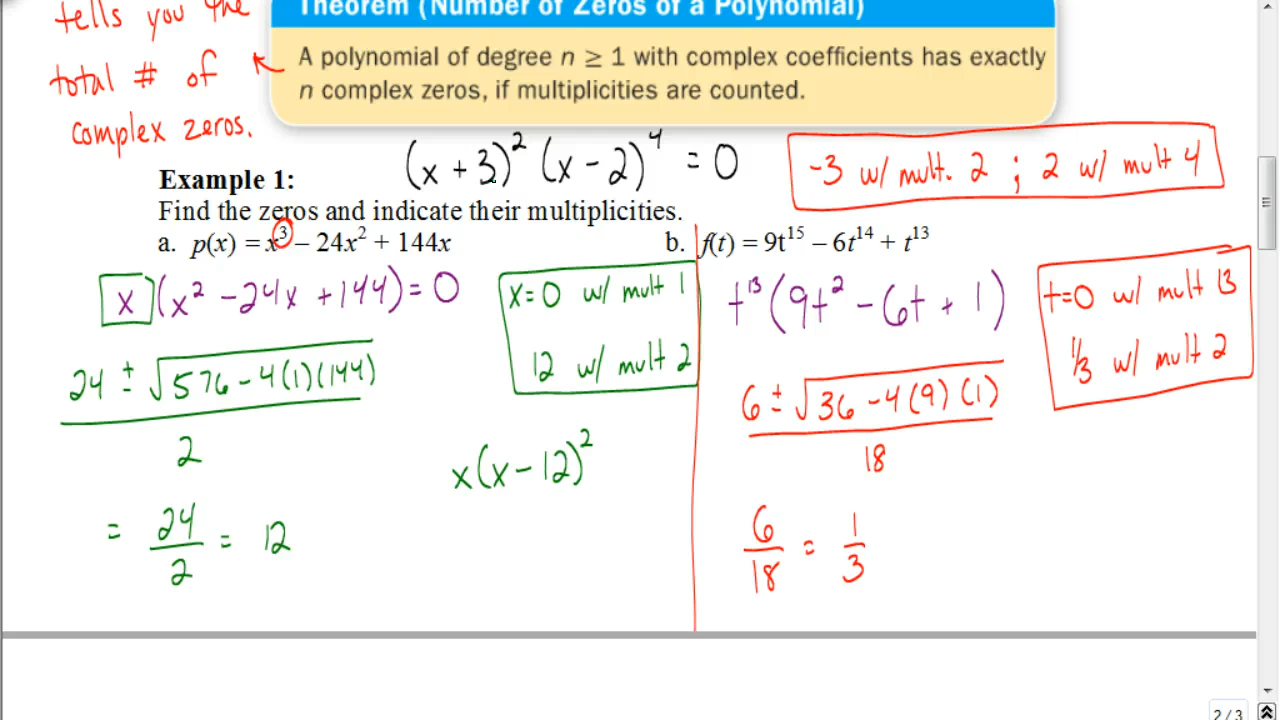 tells you the
total # of
complex zeros.
Theorem (Number of Zeros of a Polynomial)
A polynomial of degree n ≥ 1 with complex coefficients has exactly
n complex zeros, if multiplicities are counted.
(x + 3)² (x - 2)⁴ = 0
-3 w/ mult. 2 ; 2 w/ mult 4
Example 1:
Find the zeros and indicate their multiplicities.
a. p(x) = x³ – 24x² + 144x
x (x² - 24x + 144) = 0
x=0 w/ mult 1
12 w/ mult 2
24 ± √576 - 4(1)(144)
2
x(x - 12)²
= 24/2 = 12
b. f(t) = 9t¹⁵ – 6t¹⁴ + t¹³
t¹³ (9t² - 6t + 1)
t=0 w/ mult 13
1/3 w/ mult 2
6 ± √36 - 4(9)(1)
18
6/18 = 1/3
2 / 3